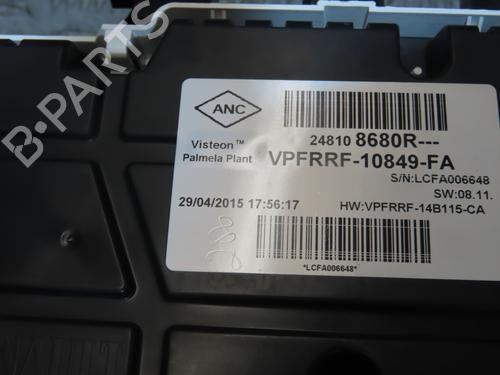 B-PARTS
ANC
Visteon™
Palmela Plant
24810 8680R---
VPFRRF-10849-FA
S/N:LCFA006648
SW:08.11.
29/04/2015 17:56:17
HW:VPFRRF-14B115-CA
*LCFA006648*